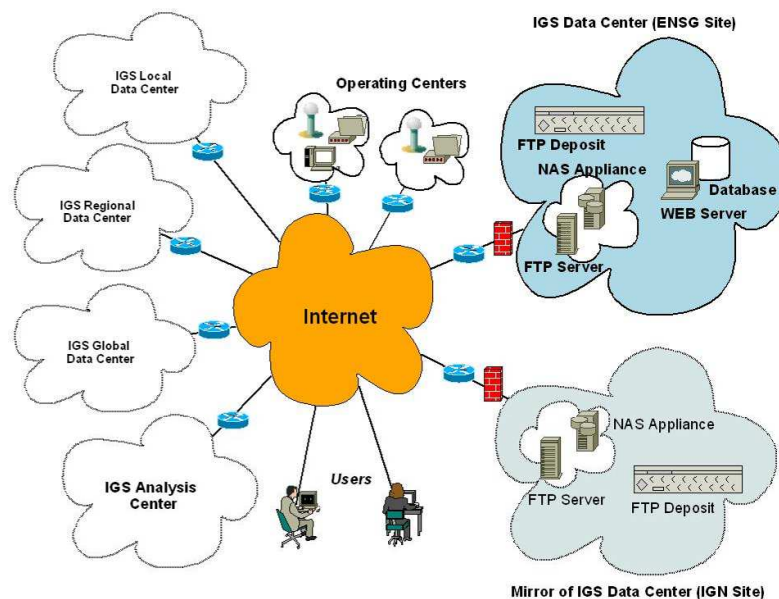 IGS Data Center (ENSG Site)
IGS Local
Data Center
Operating Centers
FTP Deposit
NAS Appliance
Database
WEB Server
FTP Server
IGS Regional
Data Center
Internet
IGS Global
Data Center
NAS Appliance
FTP Server
FTP Deposit
IGS Analysis
Center
Users
Mirror of IGS Data Center (IGN Site)